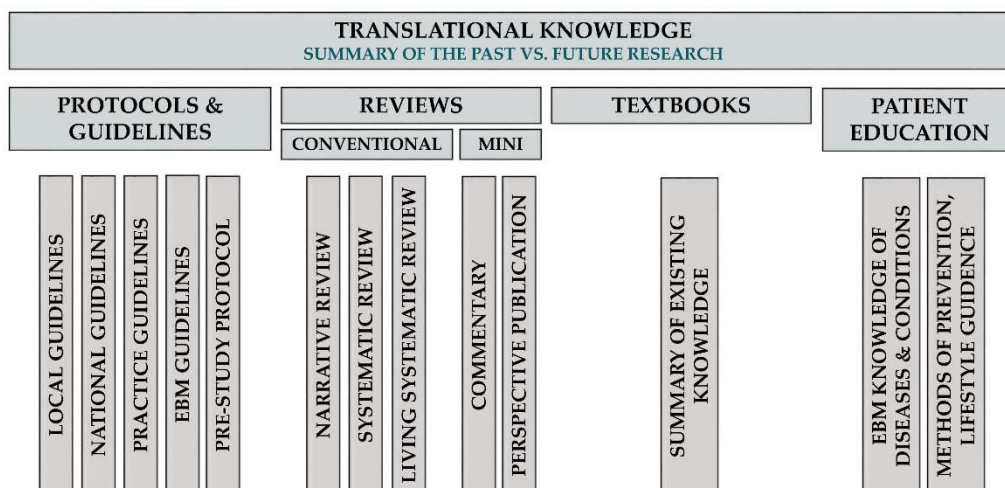 TRANSLATIONAL KNOWLEDGE
SUMMARY OF THE PAST VS. FUTURE RESEARCH
PROTOCOLS &
GUIDELINES
REVIEWS
CONVENTIONAL
MINI
TEXTBOOKS
PATIENT
EDUCATION
LOCAL GUIDELINES
NATIONAL GUIDELINES
PRACTICE GUIDELINES
EBM GUIDELINES
PRE-STUDY PROTOCOL
NARRATIVE REVIEW
SYSTEMATIC REVIEW
LIVING SYSTEMATIC REVIEW
COMMENTARY
PERSPECTIVE PUBLICATION
SUMMARY OF EXISTING
KNOWLEDGE
EBM KNOWLEDGE OF
DISEASES & CONDITIONS
METHODS OF PREVENTION,
LIFESTYLE GUIDENCE